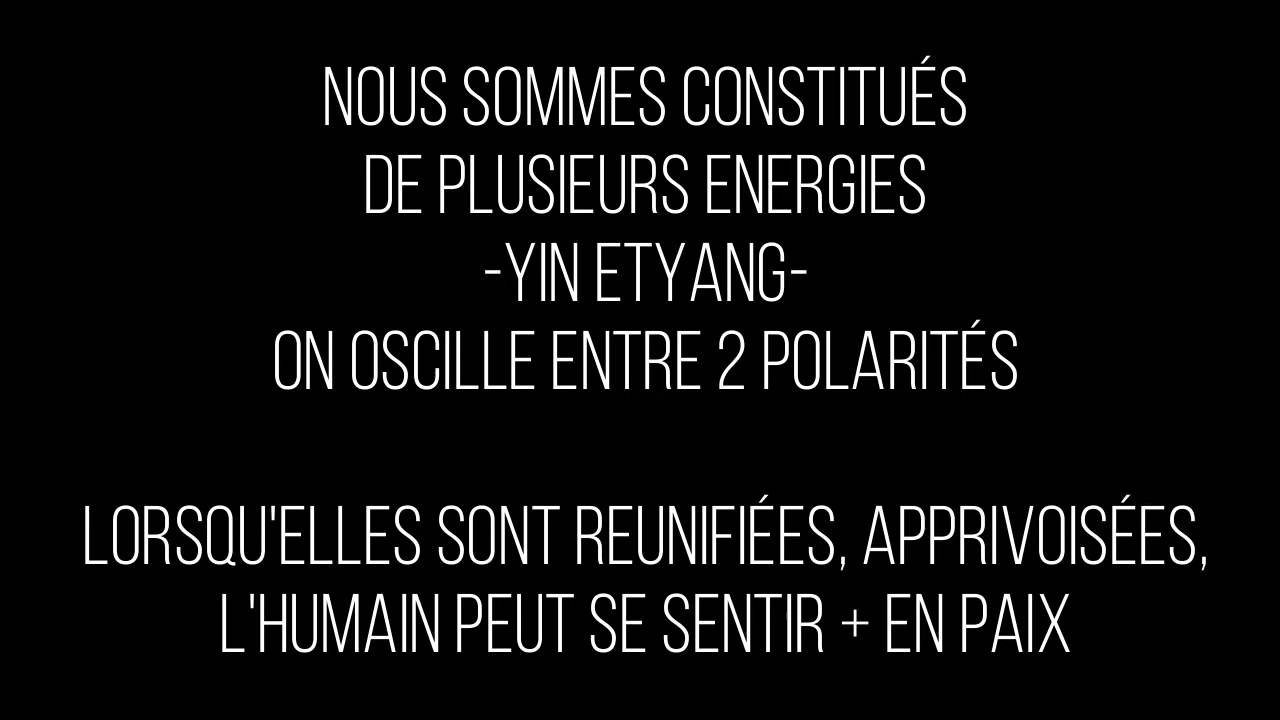 NOUS SOMMES CONSTITUÉS
DE PLUSIEURS ENERGIES
-YIN ETYANG-
ON OSCILLE ENTRE 2 POLARITÉS
LORSQU'ELLES SONT REUNIFIÉES, APPRIVOISÉES,
L'HUMAIN PEUT SE SENTIR + EN PAIX